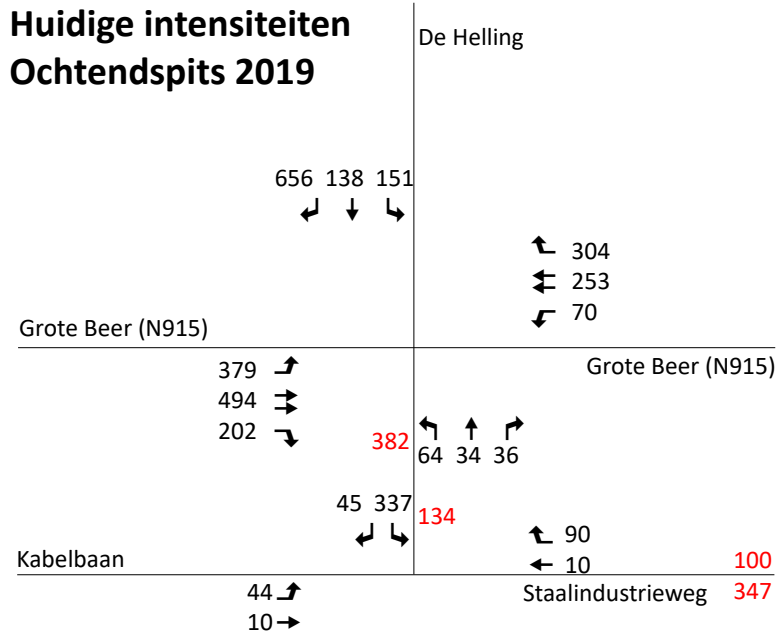 Huidige intensiteiten
Ochtendspits 2019
De Helling
656 138 151
304
253
70
Grote Beer (N915)
Grote Beer (N915)
379
494
202
382
64 34 36
45 337
134
90
10
100
Kabelbaan
Staalindustrieweg 347
44
10